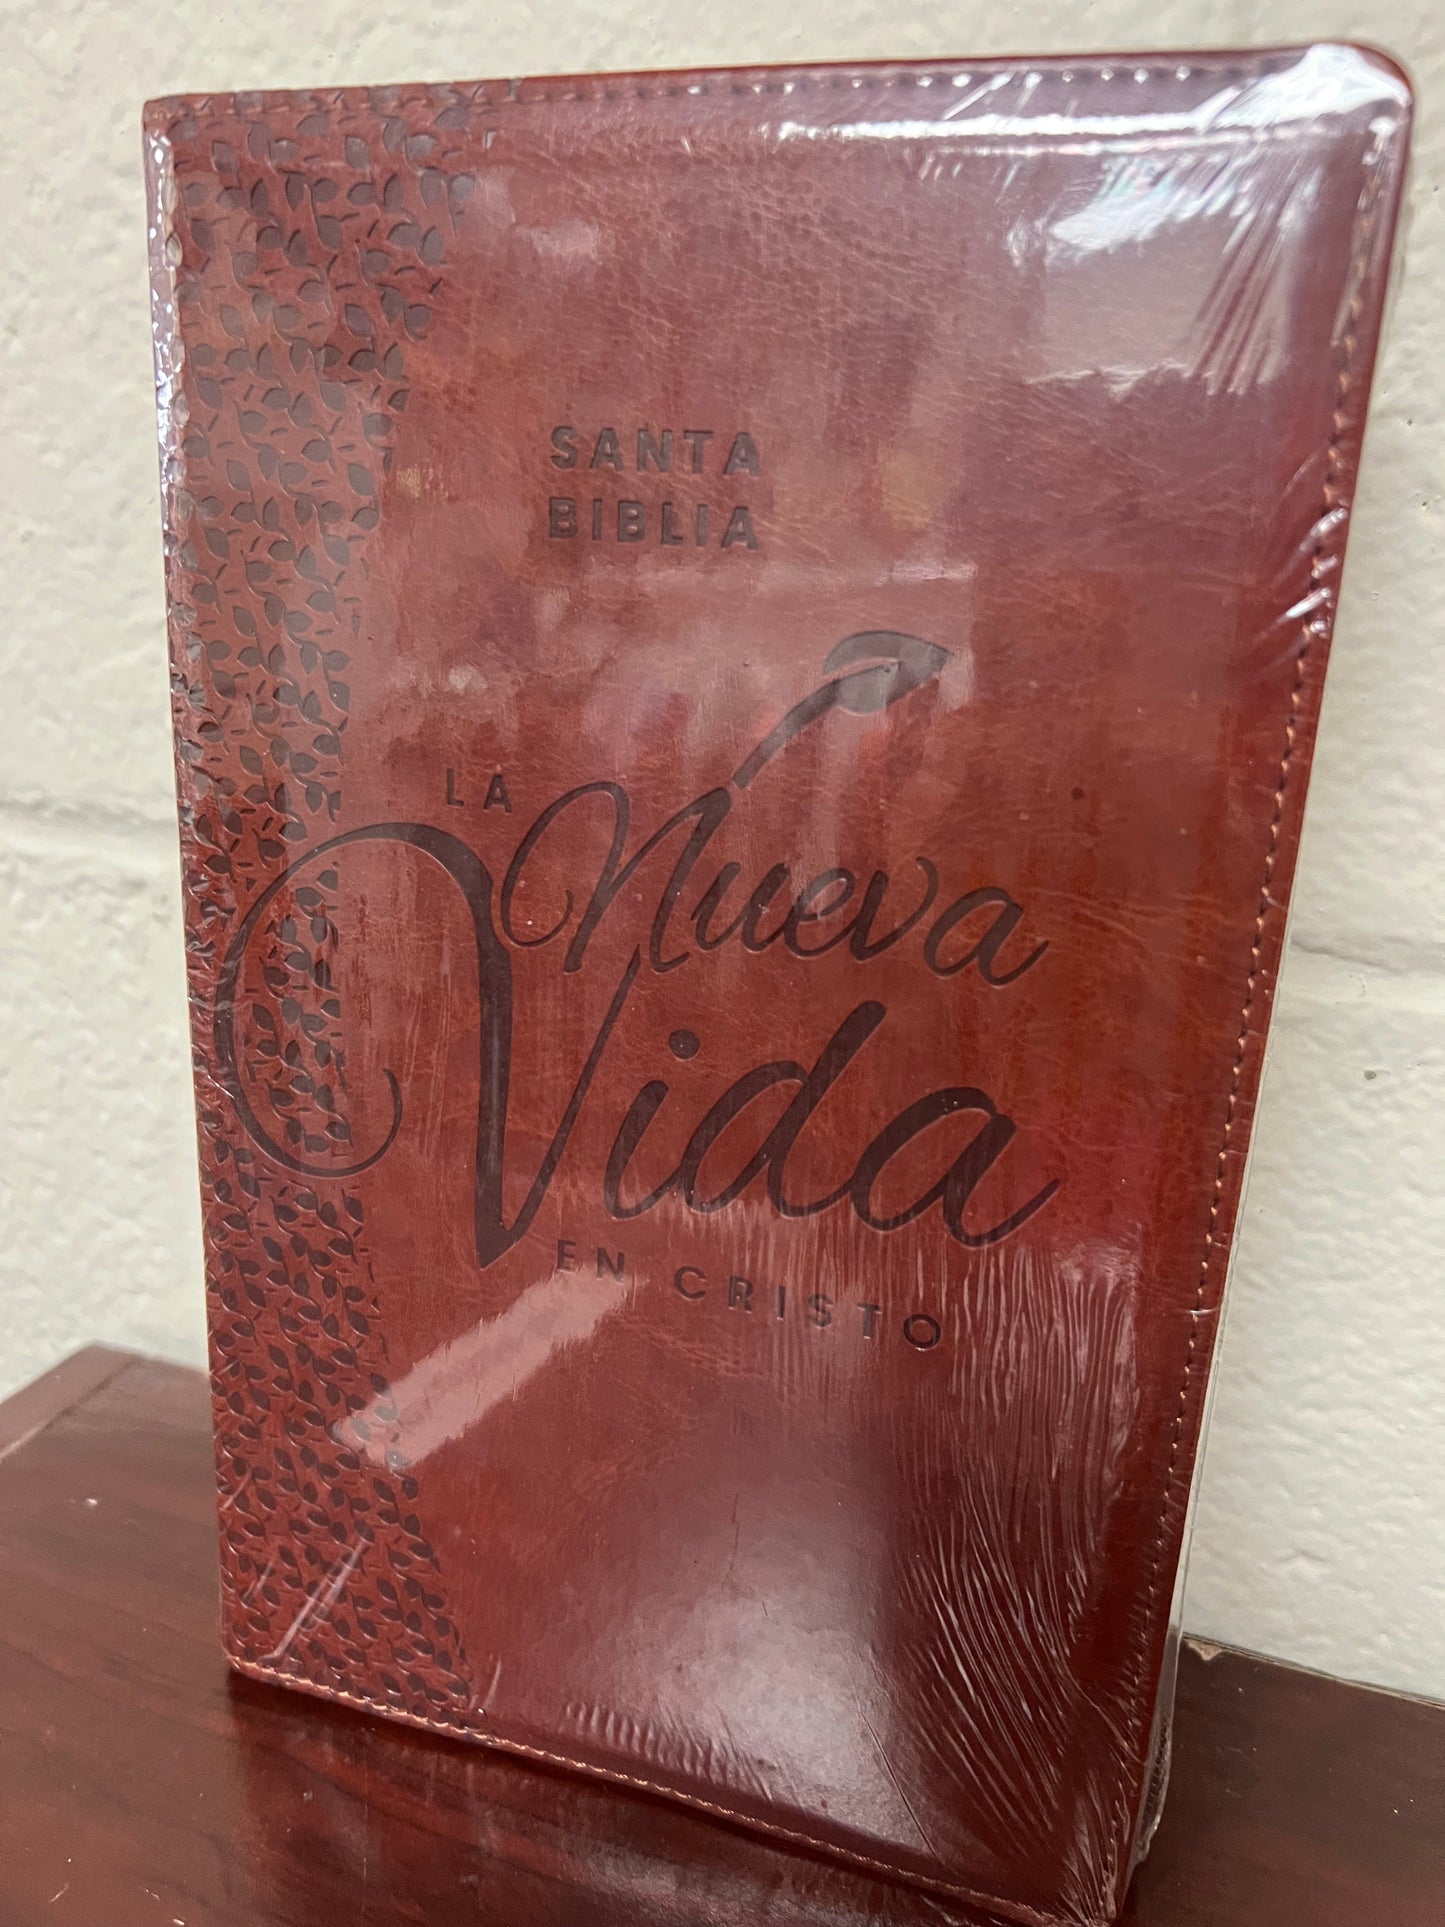 SANTA
BIBLIA
LA Nueva
Vida
EN CRISTO